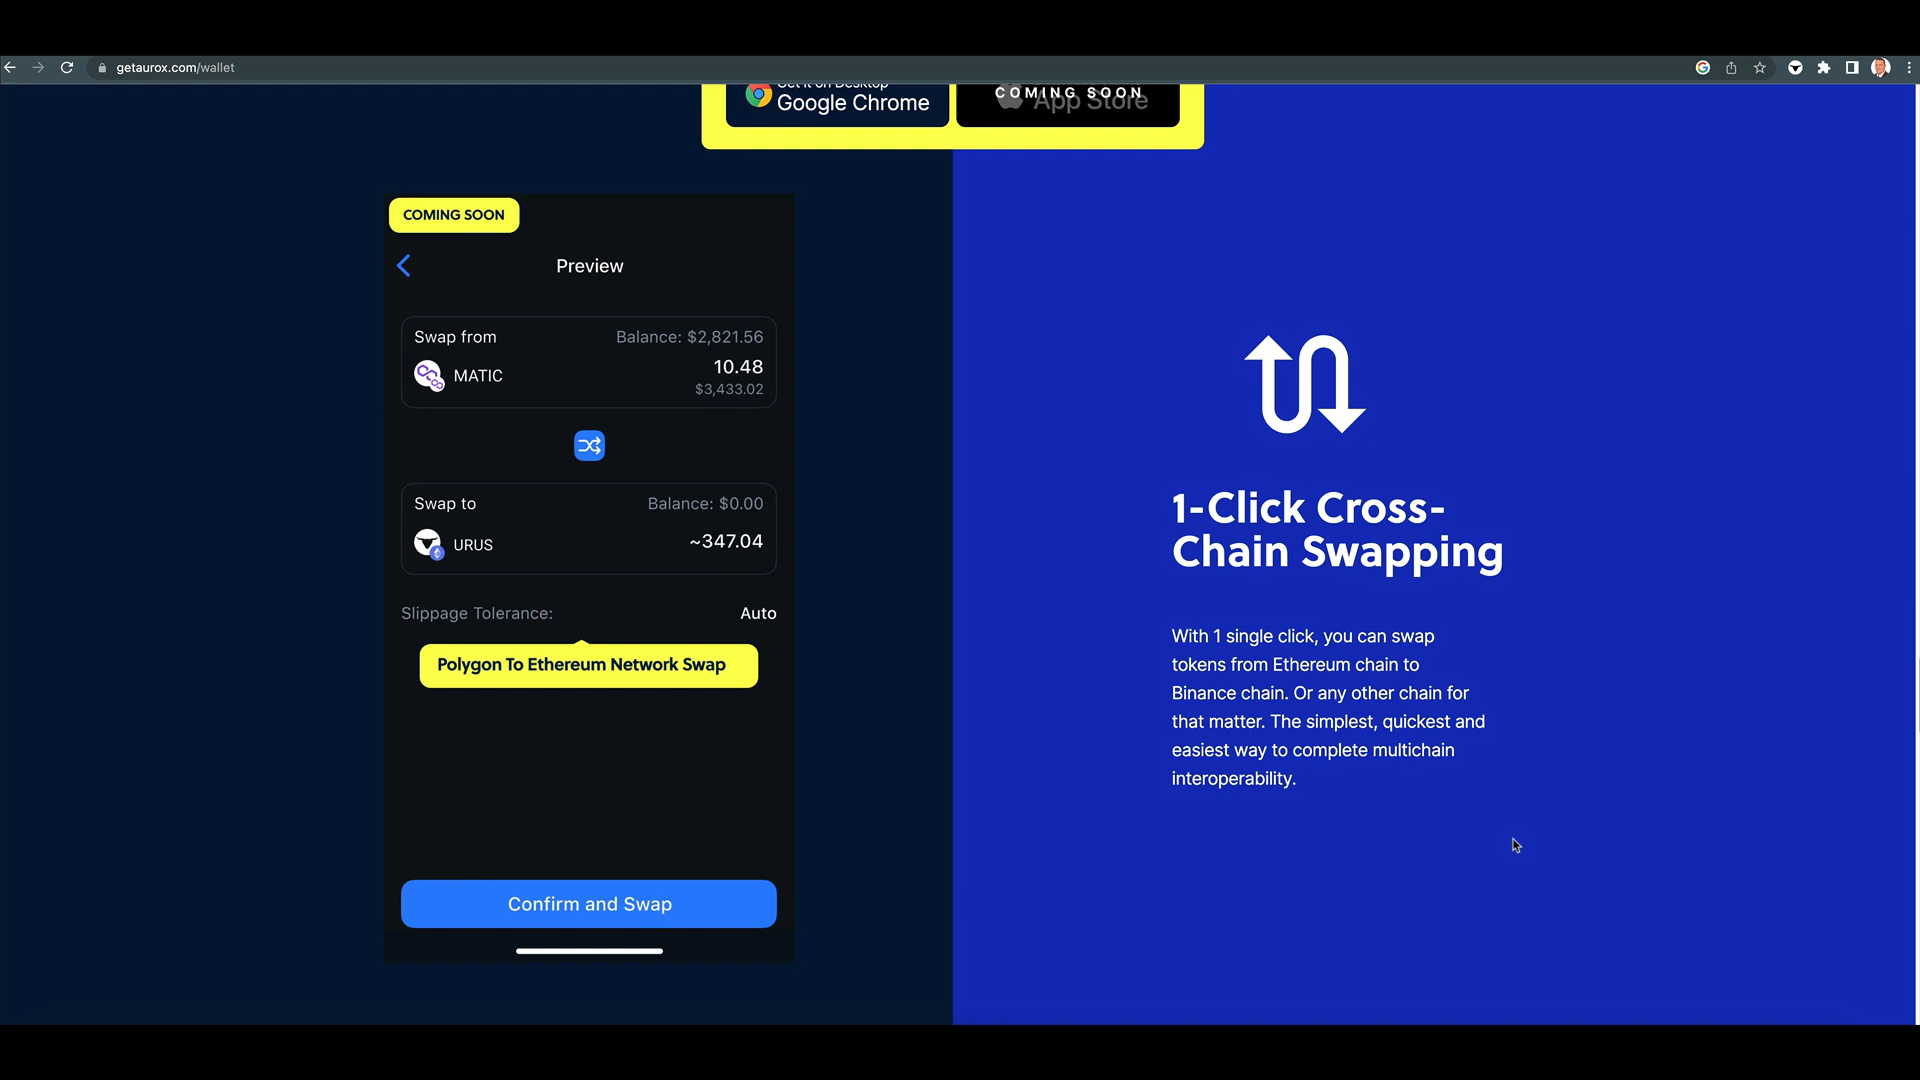 getaurox.com/wallet
Get it on Desktop
Google Chrome
COMING SOON
App Store
COMING SOON
Preview
Swap from
Balance: $2,821.56
MATIC
10.48
$3,433.02
Swap to
Balance: $0.00
URUS
~347.04
Slippage Tolerance:
Auto
Polygon To Ethereum Network Swap
Confirm and Swap
1-Click Cross-
Chain Swapping
With 1 single click, you can swap
tokens from Ethereum chain to
Binance chain. Or any other chain for
that matter. The simplest, quickest and
easiest way to complete multichain
interoperability.